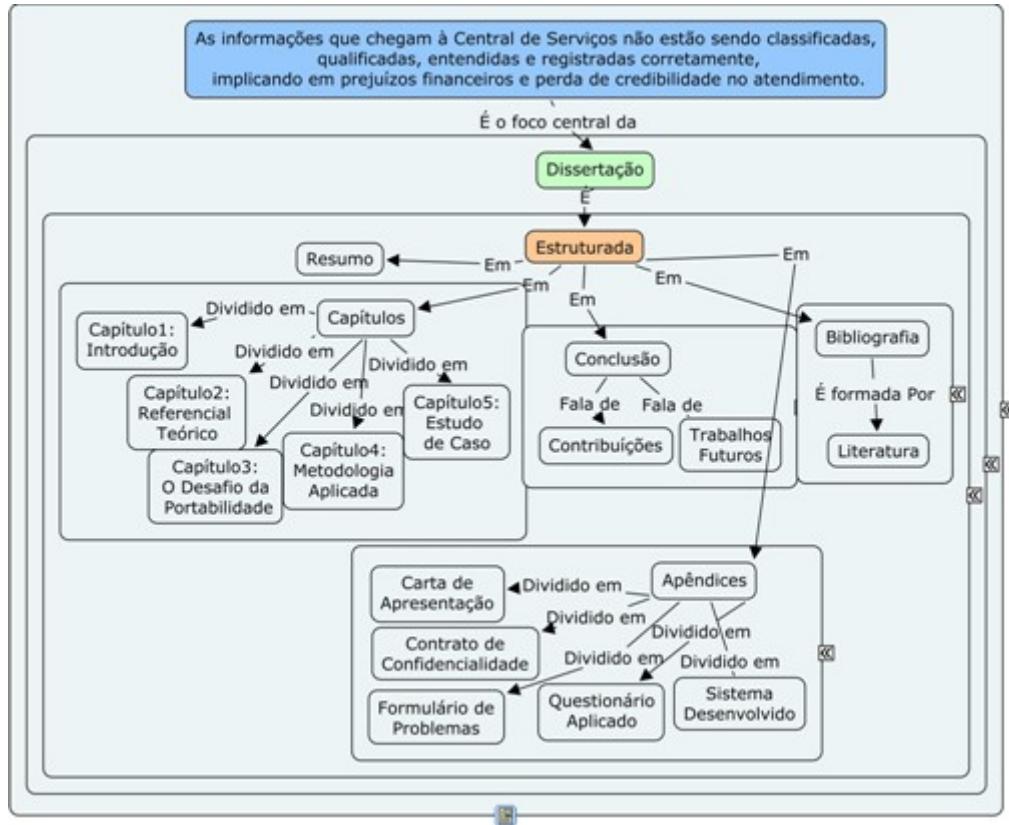 As informações que chegam à Central de Serviços não estão sendo classificadas,
qualificadas, entendidas e registradas corretamente,
implicando em prejuízos financeiros e perda de credibilidade no atendimento.
É o foco central da
Dissertação
É
Estruturada
Resumo
Em
Em
Em
Em
Em
Capítulos
Dividido em
Capítulo1:
Introdução
Dividido em
Capítulo2:
Referencial
Teórico
Dividido em
Capítulo3:
O Desafio da
Portabilidade
Dividido em
Capítulo4:
Metodologia
Aplicada
Dividido em
Capítulo5:
Estudo
de Caso
Conclusão
Fala de
Fala de
Contribuíções
Trabalhos
Futuros
Bibliografia
É formada Por
Literatura
Apêndices
Dividido em
Carta de
Apresentação
Dividido em
Contrato de
Confidencialidade
Dividido em
Formulário de
Problemas
Dividido em
Questionário
Aplicado
Dividido em
Sistema
Desenvolvido